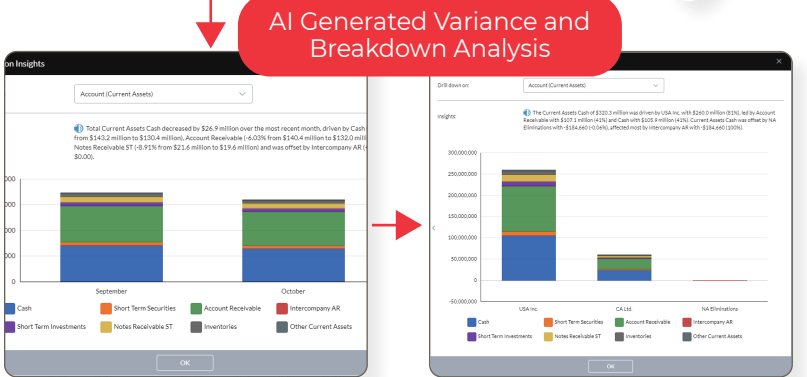 AI Generated Variance and
Breakdown Analysis
on Insights
Account (Current Assets)
Total Current Assets Cash decreased by $26.9 million over the most recent month, driven by Cash
from $143.2 million to $130.4 million), Account Receivable (-6.03% from $140.4 million to $132.0 mill
Notes Receivable ST (-8.91% from $21.6 million to $19.6 million) and was offset by Intercompany AR (-
$0.00).
000
000
000
000
0
September
October
Cash
Short Term Securities
Account Receivable
Intercompany AR
Short Term Investments
Notes Receivable ST
Inventories
Other Current Assets
OK
×
Drill down on:
Account (Current Assets)
Insights:
The Current Assets Cash of $320.3 million was driven by USA Inc. with $260.0 million (81%), led by Account
Receivable with $107.1 million (41%) and Cash with $105.9 million (41%). Current Assets Cash was offset by NA
Eliminations with -$184,660 (-0.06%), affected most by Intercompany AR with -$184,660 (100%).
300,000,000
250,000,000
200,000,000
150,000,000
100,000,000
50,000,000
0
-50,000,000
USA Inc.
CA Ltd.
NA Eliminations
Cash
Short Term Securities
Account Receivable
Intercompany AR
Short Term Investments
Notes Receivable ST
Inventories
Other Current Assets
OK